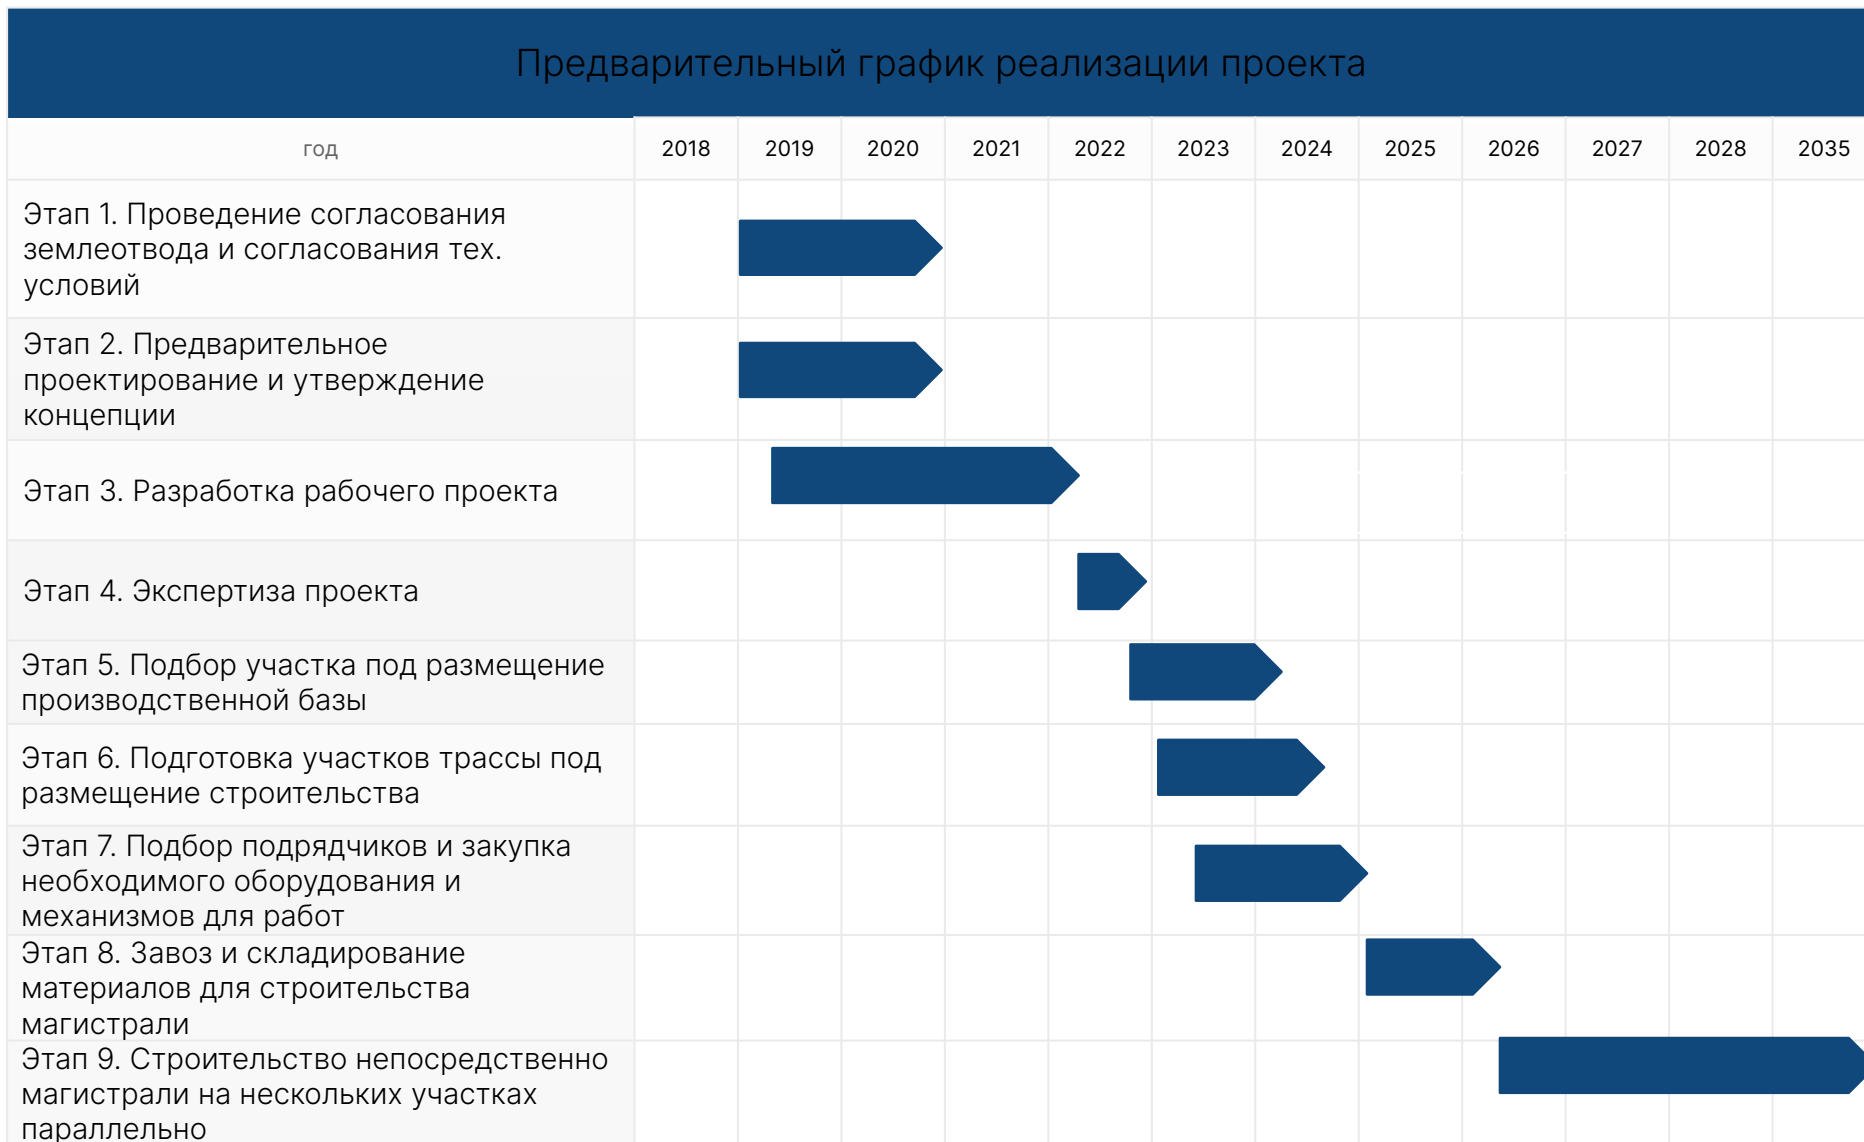 Предварительный график реализации проекта
год 2018 2019 2020 2021 2022 2023 2024 2025 2026 2027 2028 2035
Этап 1. Проведение согласования
землеотвода и согласования тех.
условий
Этап 2. Предварительное
проектирование и утверждение
концепции
Этап 3. Разработка рабочего проекта
Этап 4. Экспертиза проекта
Этап 5. Подбор участка под размещение
производственной базы
Этап 6. Подготовка участков трассы под
размещение строительства
Этап 7. Подбор подрядчиков и закупка
необходимого оборудования и
механизмов для работ
Этап 8. Завоз и складирование
материалов для строительства
магистрали
Этап 9. Строительство непосредственно
магистрали на нескольких участках
параллельно